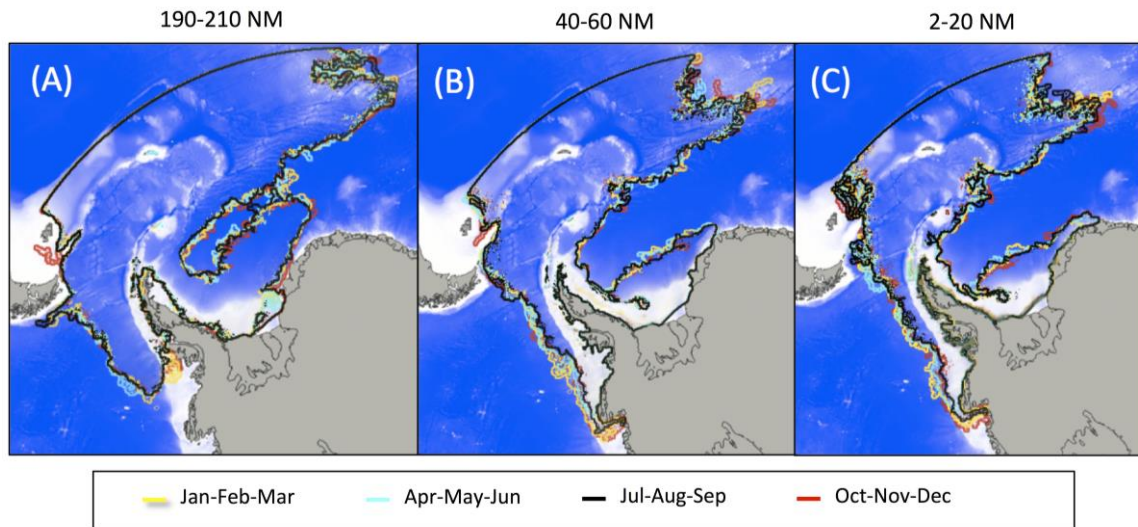 190-210 NM 40-60 NM 2-20 NM
(A) (B) (C)
Jan-Feb-Mar Apr-May-Jun Jul-Aug-Sep Oct-Nov-Dec